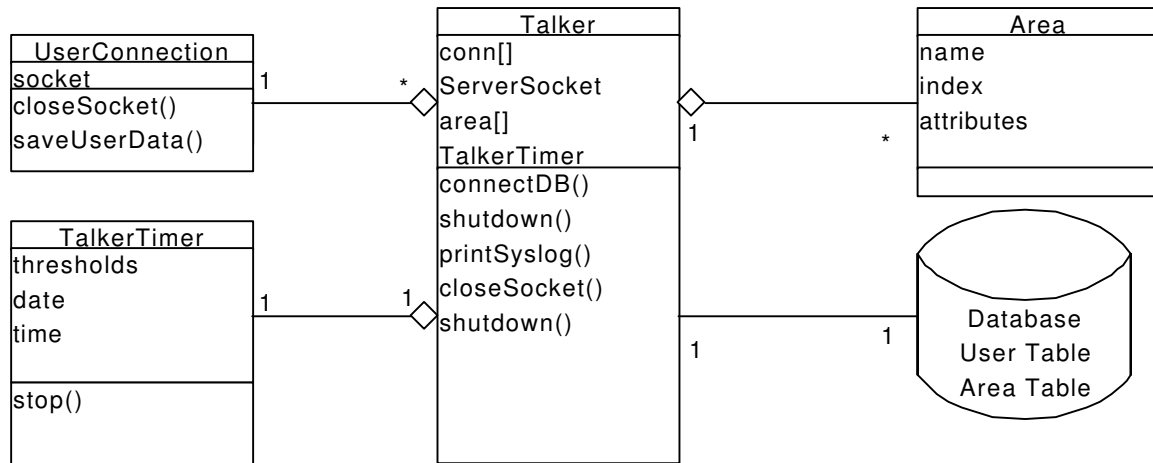 UserConnection
socket
closeSocket()
saveUserData()
1
*
Talker
conn[]
ServerSocket
area[]
TalkerTimer
connectDB()
shutdown()
printSyslog()
closeSocket()
shutdown()
1
*
Area
name
index
attributes
TalkerTimer
thresholds
date
time
stop()
1
1
1
1
Database
User Table
Area Table